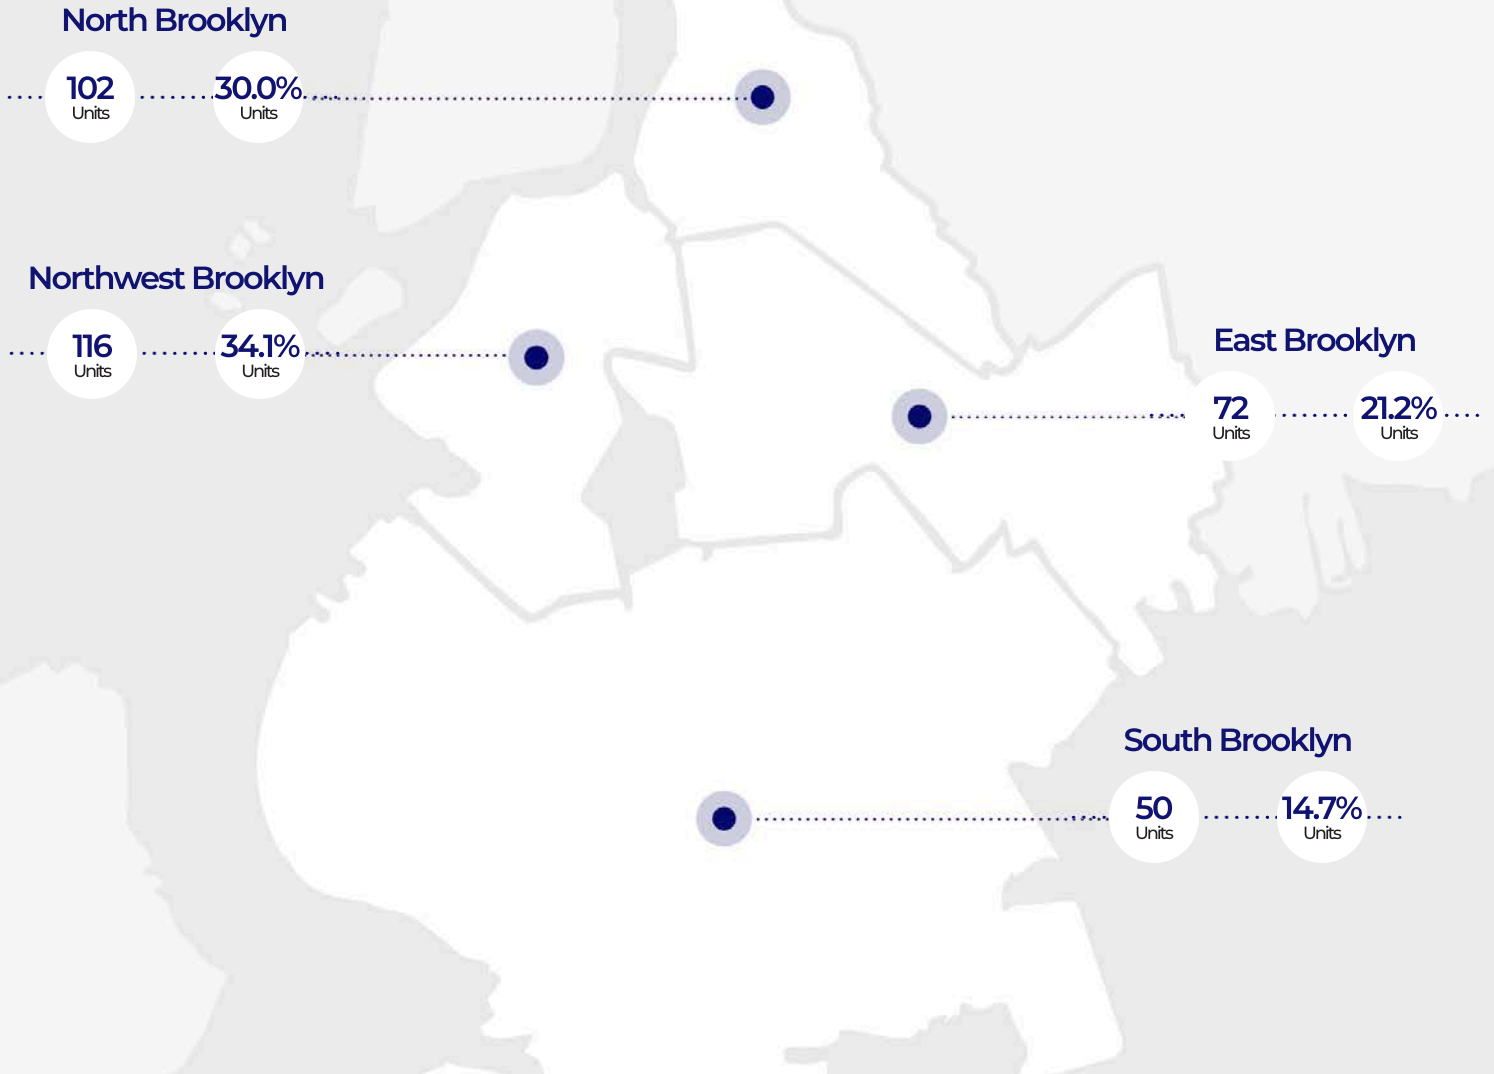 North Brooklyn
102
Units
30.0%
Units
Northwest Brooklyn
116
Units
34.1%
Units
East Brooklyn
72
Units
21.2%
Units
South Brooklyn
50
Units
14.7%
Units